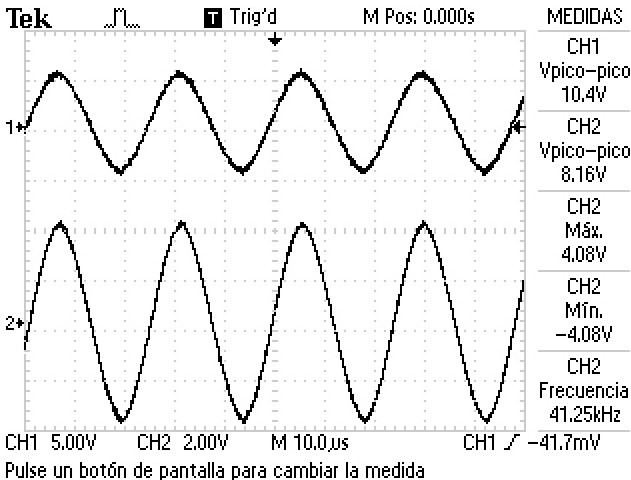 Tek T Trig'd M Pos: 0.000s MEDIDAS
CH1
Vpico-pico
10.4V
CH2
Vpico-pico
8.16V
CH2
Máx.
4.08V
CH2
Mín.
-4.08V
CH2
Frecuencia
41.25kHz
1
2
CH1 5.00V CH2 2.00V M 10.0µs CH1 -41.7mV
Pulse un botón de pantalla para cambiar la medida